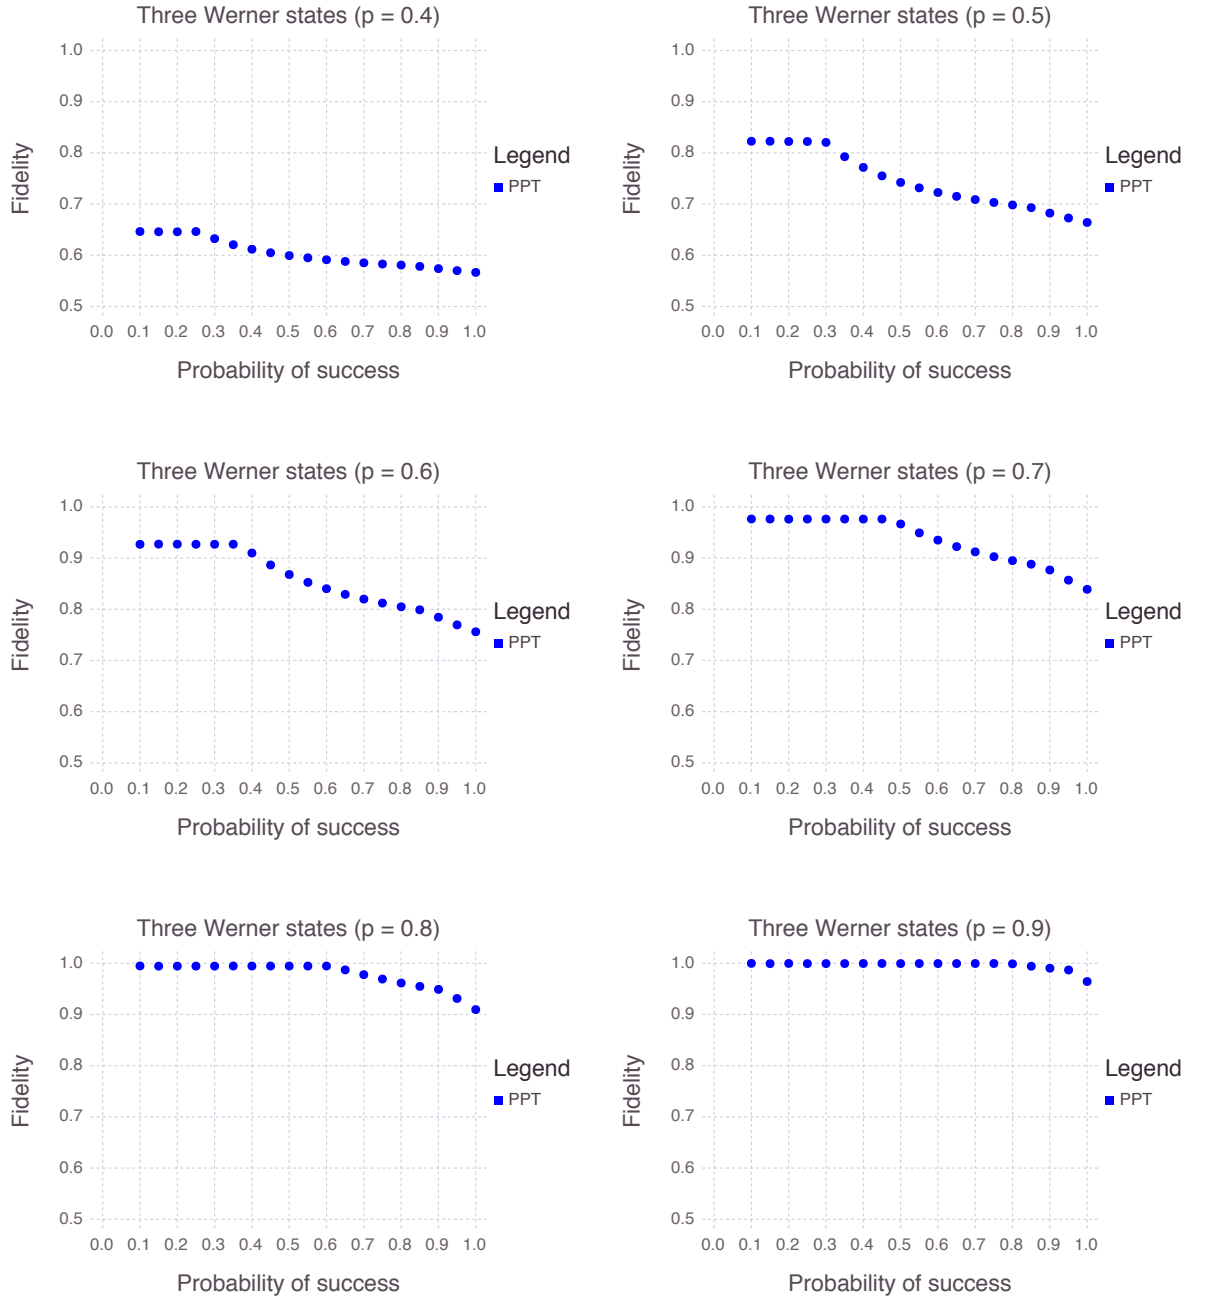 Three Werner states (p = 0.4)
1.0
0.9
0.8
0.7
0.6
0.5
Fidelity
0.0 0.1 0.2 0.3 0.4 0.5 0.6 0.7 0.8 0.9 1.0
Probability of success
Legend
PPT
Three Werner states (p = 0.5)
1.0
0.9
0.8
0.7
0.6
0.5
Fidelity
0.0 0.1 0.2 0.3 0.4 0.5 0.6 0.7 0.8 0.9 1.0
Probability of success
Legend
PPT
Three Werner states (p = 0.6)
1.0
0.9
0.8
0.7
0.6
0.5
Fidelity
0.0 0.1 0.2 0.3 0.4 0.5 0.6 0.7 0.8 0.9 1.0
Probability of success
Legend
PPT
Three Werner states (p = 0.7)
1.0
0.9
0.8
0.7
0.6
0.5
Fidelity
0.0 0.1 0.2 0.3 0.4 0.5 0.6 0.7 0.8 0.9 1.0
Probability of success
Legend
PPT
Three Werner states (p = 0.8)
1.0
0.9
0.8
0.7
0.6
0.5
Fidelity
0.0 0.1 0.2 0.3 0.4 0.5 0.6 0.7 0.8 0.9 1.0
Probability of success
Legend
PPT
Three Werner states (p = 0.9)
1.0
0.9
0.8
0.7
0.6
0.5
Fidelity
0.0 0.1 0.2 0.3 0.4 0.5 0.6 0.7 0.8 0.9 1.0
Probability of success
Legend
PPT